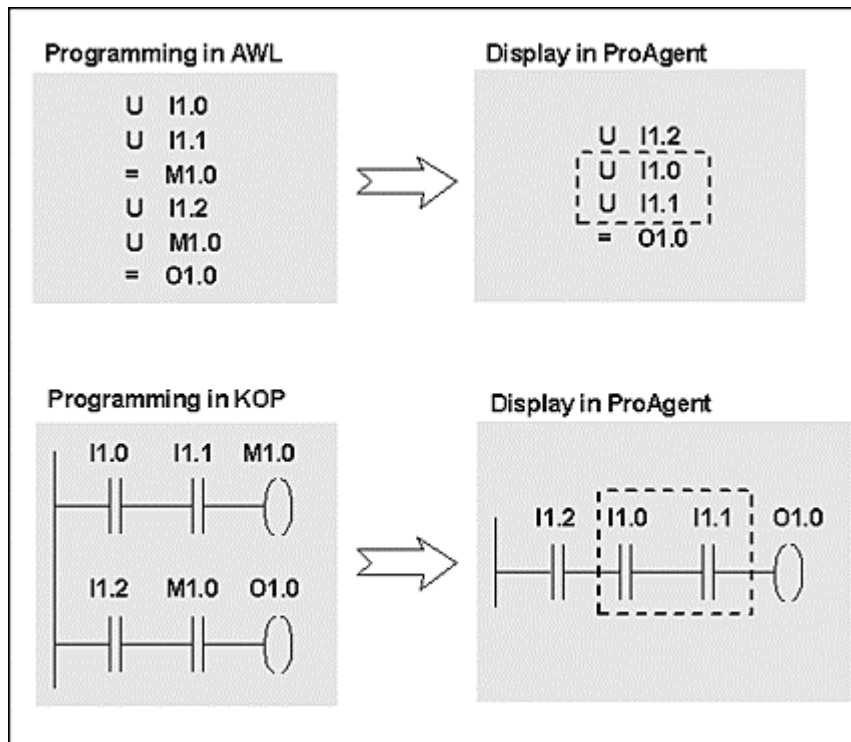 Programming in AWL
U I1.0
U I1.1
= M1.0
U I1.2
U M1.0
= O1.0
Display in ProAgent
U I1.2
U I1.0
U I1.1
= O1.0
Programming in KOP
I1.0 I1.1 M1.0
I1.2 M1.0 O1.0
Display in ProAgent
I1.2 I1.0 I1.1 O1.0